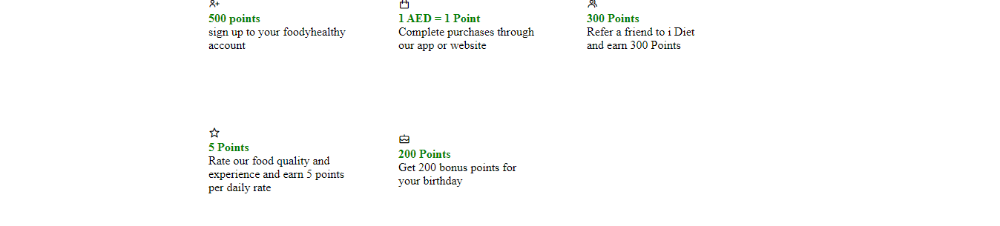 500 points
sign up to your foodyhealthy
account
1 AED = 1 Point
Complete purchases through
our app or website
300 Points
Refer a friend to i Diet
and earn 300 Points
5 Points
Rate our food quality and
experience and earn 5 points
per daily rate
200 Points
Get 200 bonus points for
your birthday